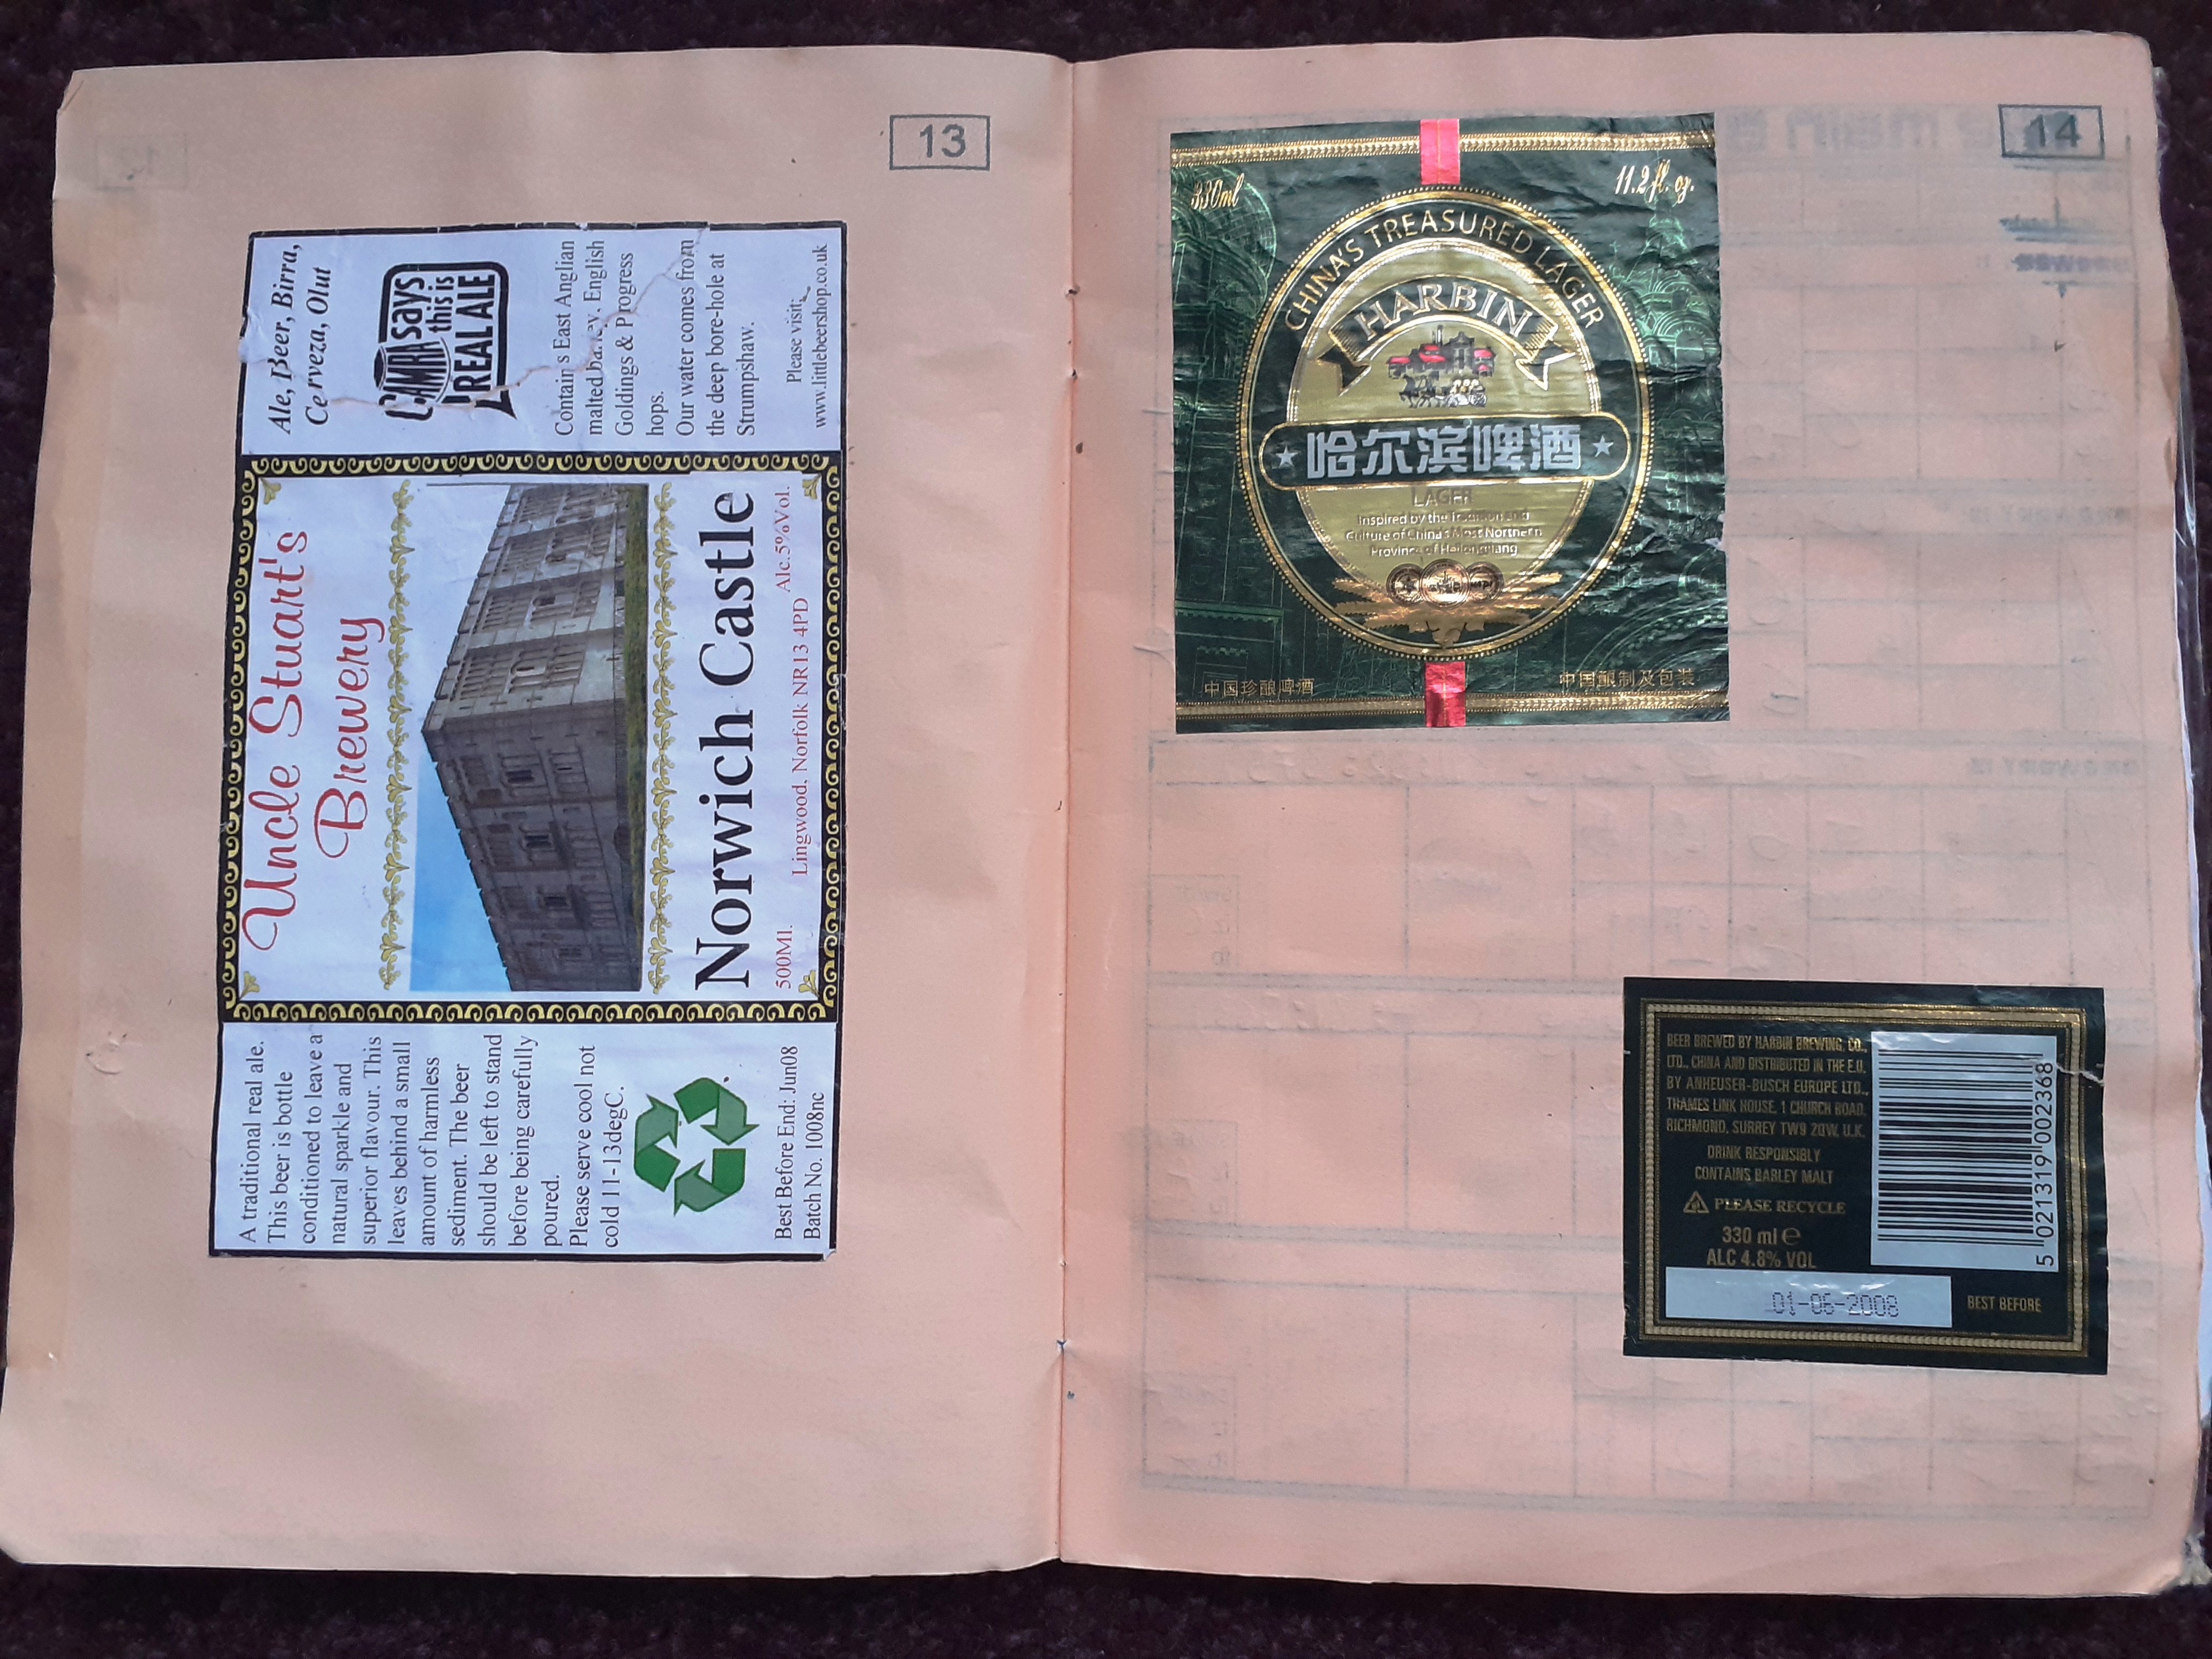 13
Ale, Beer, Birra,
Cerveza, Olut
CAMRA says
this is
REAL ALE
Contains East Anglian
malted barley. English
Goldings & Progress
hops.
Our water comes from
the deep bore-hole at
Strumpshaw.
Please visit:
www.littlebeershop.co.uk
Uncle Stuart's
Brewery
Norwich Castle
500Ml. Lingwood, Norfolk NR13 4PD Alc.5%Vol.
A traditional real ale.
This beer is bottle
conditioned to leave a
natural sparkle and
superior flavour. This
leaves behind a small
amount of harmless
sediment. The beer
should be left to stand
before being carefully
poured.
Please serve cool not
cold 11-13degC.
Best Before End: Jun08
Batch No. 1008nc
14
330ml
11.2 fl. oz.
CHINA'S TREASURED LAGER
HARBIN
哈尔滨啤酒
LAGER
Inspired by the Tradition and
Culture of China's Most Northern
Province of Heilongjiang
中国珍酿啤酒
中国酿制及包装
BEER BREWED BY HARBIN BREWING. CO.,
LTD., CHINA AND DISTRIBUTED IN THE E.U.
BY ANHEUSER-BUSCH EUROPE LTD.,
THAMES LINK HOUSE, 1 CHURCH ROAD,
RICHMOND, SURREY TW9 2QW, U.K.
DRINK RESPONSIBLY
CONTAINS BARLEY MALT
PLEASE RECYCLE
330 ml e
ALC 4.8% VOL
01-06-2008
BEST BEFORE
5 021319 002368